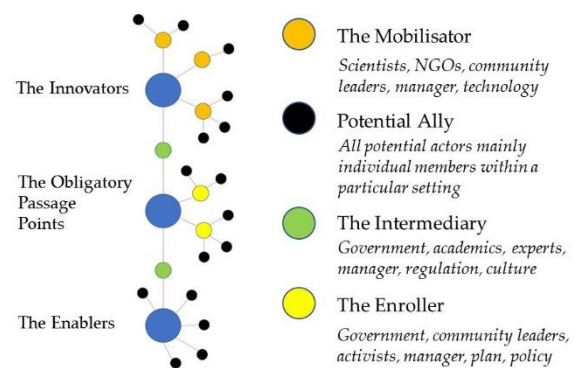 The Innovators
The Obligatory
Passage
Points
The Enablers
The Mobilisator
Scientists, NGOs, community
leaders, manager, technology
Potential Ally
All potential actors mainly
individual members within a
particular setting
The Intermediary
Government, academics, experts,
manager, regulation, culture
The Enroller
Government, community leaders,
activists, manager, plan, policy